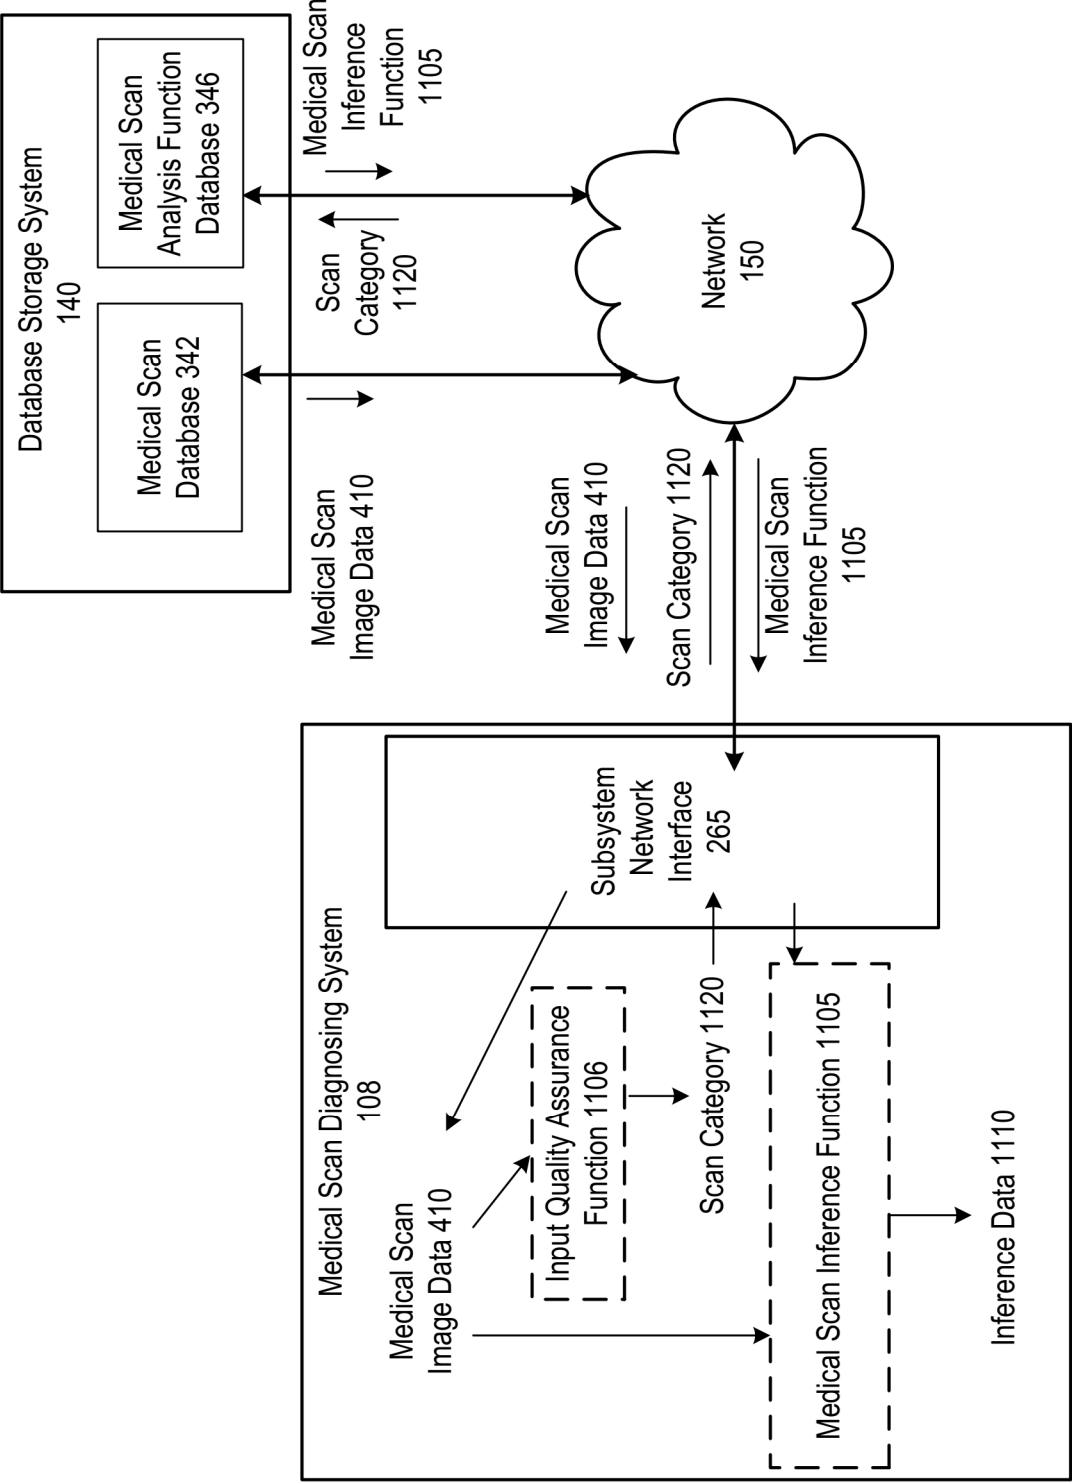 Medical Scan Diagnosing System
108
Medical Scan
Image Data 410
Input Quality Assurance
Function 1106
Scan Category 1120
Medical Scan Inference Function 1105
Inference Data 1110
Subsystem
Network
Interface
265
Medical Scan
Image Data 410
Scan Category 1120
Medical Scan
Inference Function
1105
Database Storage System
140
Medical Scan
Database 342
Medical Scan
Analysis Function
Database 346
Medical Scan
Image Data 410
Scan
Category
1120
Medical Scan
Inference
Function
1105
Network
150